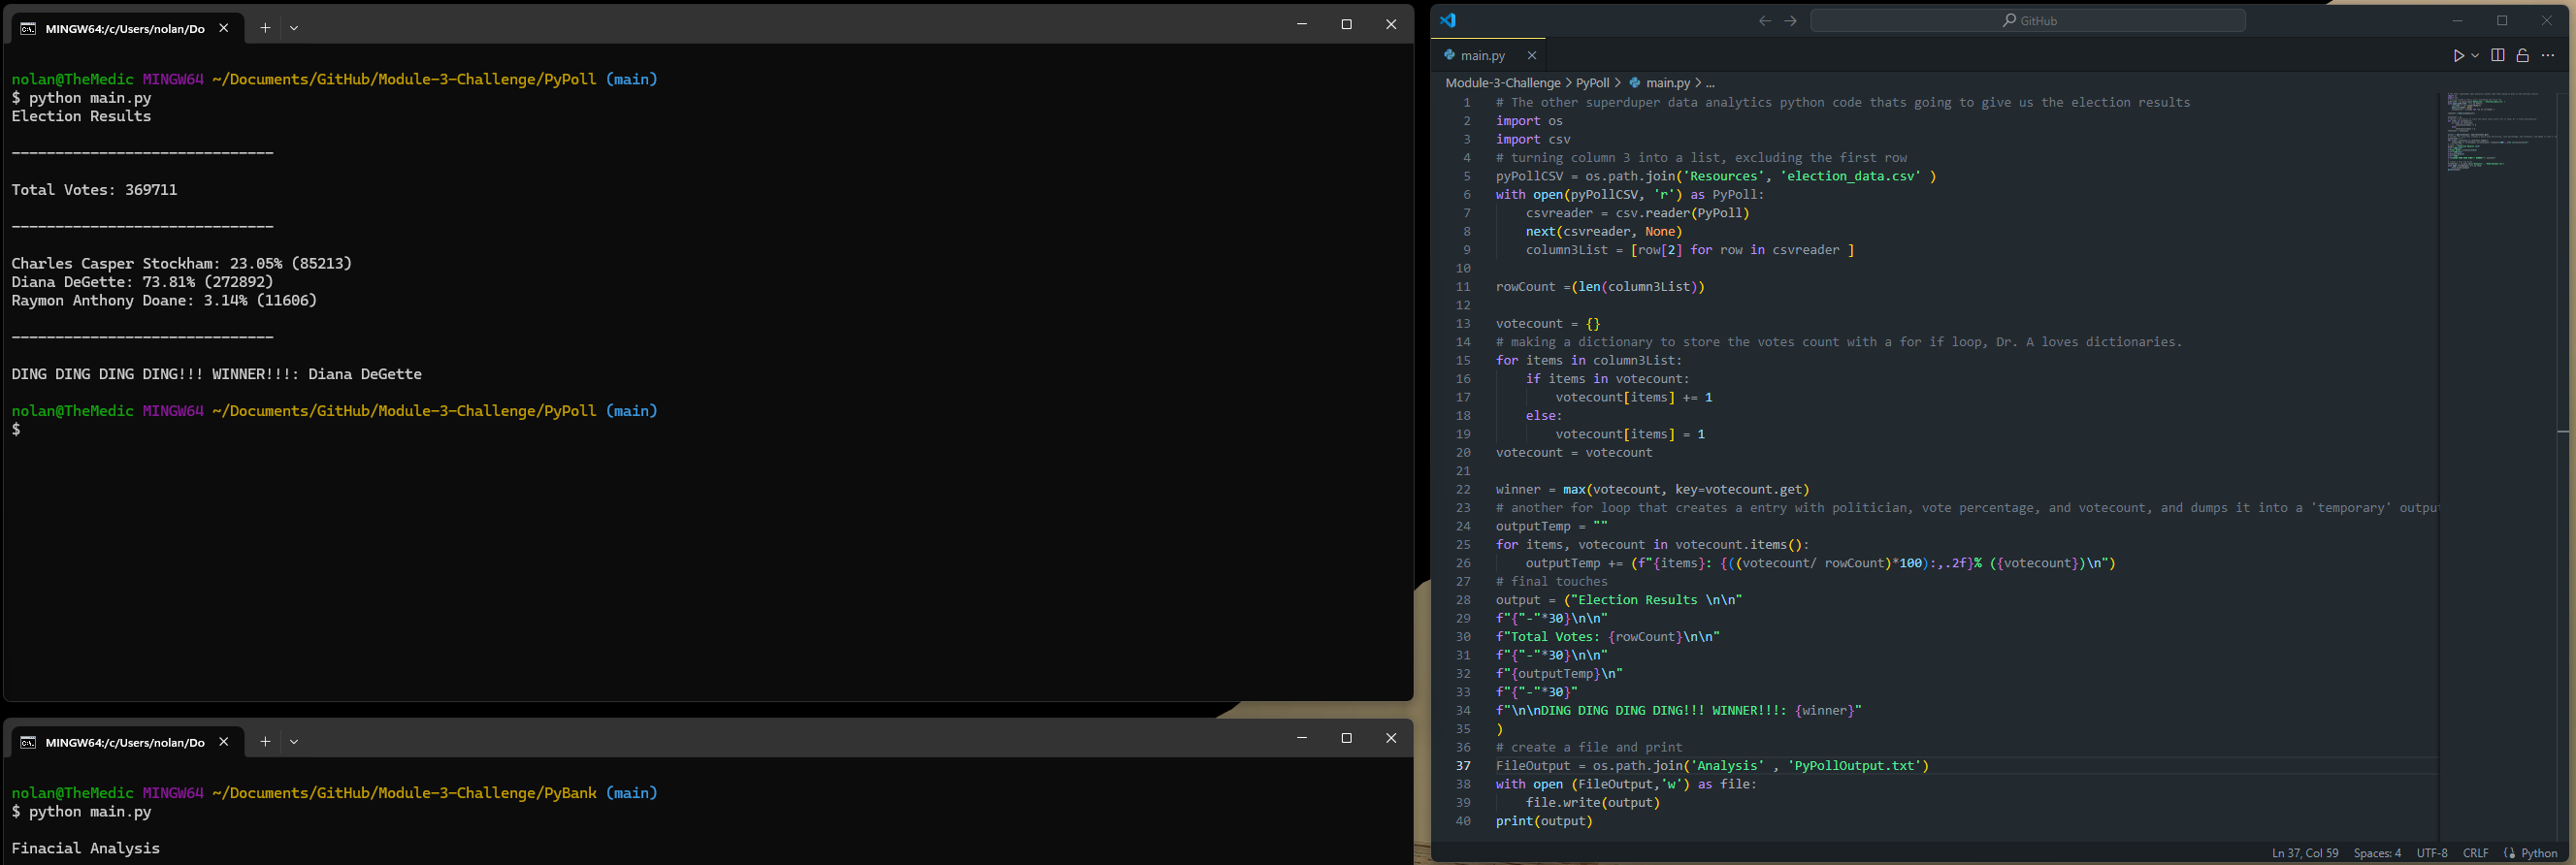 MINGW64:/c/Users/nolan/Do
nolan@TheMedic MINGW64 ~/Documents/GitHub/Module-3-Challenge/PyPoll (main)
$ python main.py
Election Results
------------------------------
Total Votes: 369711
------------------------------
Charles Casper Stockham: 23.05% (85213)
Diana DeGette: 73.81% (272892)
Raymon Anthony Doane: 3.14% (11606)
------------------------------
DING DING DING DING!!! WINNER!!!: Diana DeGette
nolan@TheMedic MINGW64 ~/Documents/GitHub/Module-3-Challenge/PyPoll (main)
$
MINGW64:/c/Users/nolan/Do
nolan@TheMedic MINGW64 ~/Documents/GitHub/Module-3-Challenge/PyBank (main)
$ python main.py
Finacial Analysis
GitHub
main.py
Module-3-Challenge > PyPoll > main.py > ...
1 # The other superduper data analytics python code thats going to give us the election results
2 import os
3 import csv
4 # turning column 3 into a list, excluding the first row
5 pyPollCSV = os.path.join('Resources', 'election_data.csv' )
6 with open(pyPollCSV, 'r') as PyPoll:
7     csvreader = csv.reader(PyPoll)
8     next(csvreader, None)
9     column3List = [row[2] for row in csvreader ]
10
11 rowCount =(len(column3List))
12
13 votecount = {}
14 # making a dictionary to store the votes count with a for if loop, Dr. A loves dictionaries.
15 for items in column3List:
16     if items in votecount:
17         votecount[items] += 1
18     else:
19         votecount[items] = 1
20 votecount = votecount
21
22 winner = max(votecount, key=votecount.get)
23 # another for loop that creates a entry with politician, vote percentage, and votecount, and dumps it into a 'temporary' outpu
24 outputTemp = ""
25 for items, votecount in votecount.items():
26     outputTemp += (f"{items}: {((votecount/ rowCount)*100):,.2f}% ({votecount})\n")
27 # final touches
28 output = ("Election Results \n\n"
29 f"{"-"*30}\n\n"
30 f"Total Votes: {rowCount}\n\n"
31 f"{"-"*30}\n\n"
32 f"{outputTemp}\n"
33 f"{"-"*30}"
34 f"\n\nDING DING DING DING!!! WINNER!!!: {winner}"
35 )
36 # create a file and print
37 FileOutput = os.path.join('Analysis' , 'PyPollOutput.txt')
38 with open (FileOutput,'w') as file:
39     file.write(output)
40 print(output)
Ln 37, Col 59 Spaces: 4 UTF-8 CRLF Python